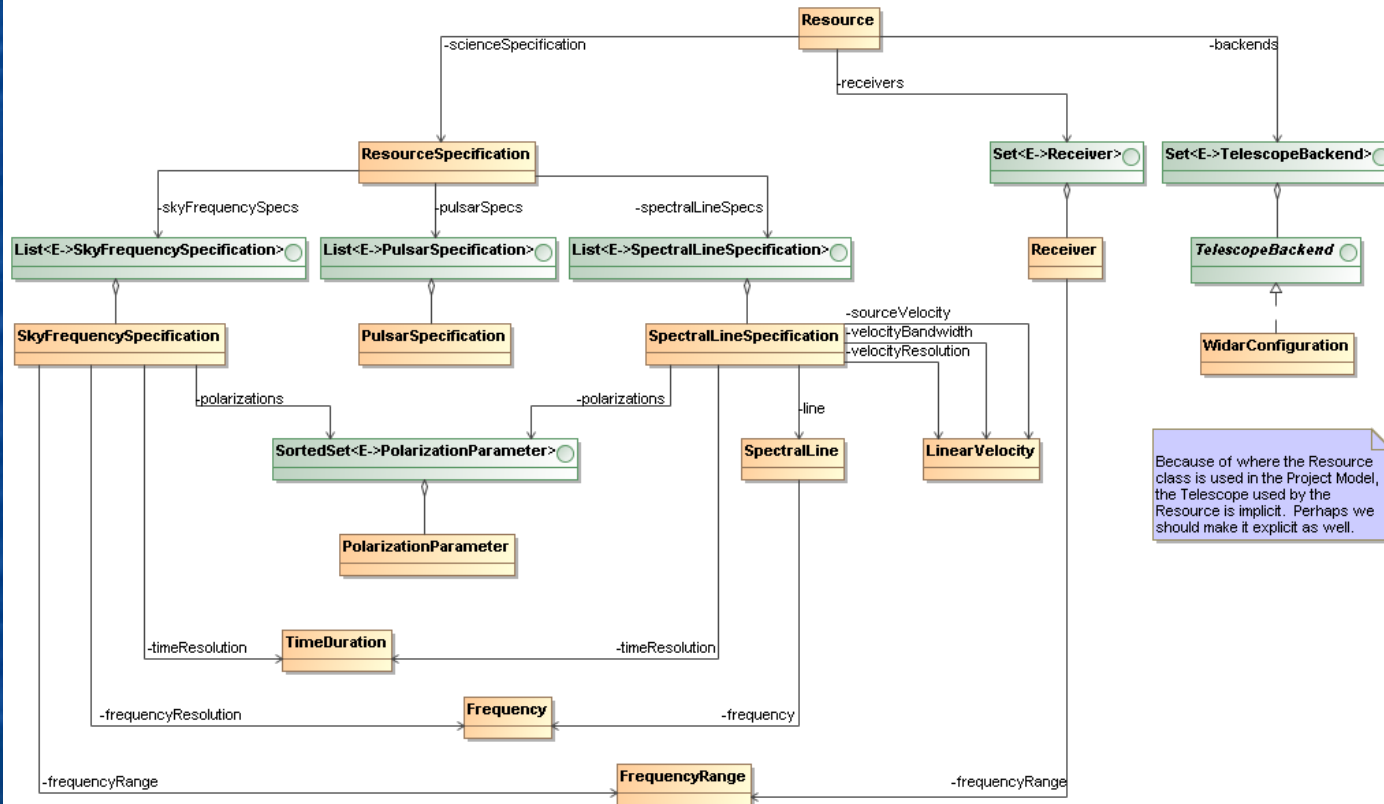 Resource
-scienceSpecification
-backends
-receivers
ResourceSpecification
Set<E->Receiver>
Set<E->TelescopeBackend>
-skyFrequencySpecs
-pulsarSpecs
-spectralLineSpecs
List<E->SkyFrequencySpecification>
List<E->PulsarSpecification>
List<E->SpectralLineSpecification>
Receiver
TelescopeBackend
-sourceVelocity
-velocityBandwidth
-velocityResolution
SkyFrequencySpecification
PulsarSpecification
SpectralLineSpecification
WidarConfiguration
-polarizations
-polarizations
-line
SortedSet<E->PolarizationParameter>
SpectralLine
LinearVelocity
Because of where the Resource
class is used in the Project Model,
the Telescope used by the
Resource is implicit. Perhaps we
should make it explicit as well.
PolarizationParameter
-timeResolution
TimeDuration
-timeResolution
-frequencyResolution
Frequency
-frequency
-frequencyRange
FrequencyRange
-frequencyRange